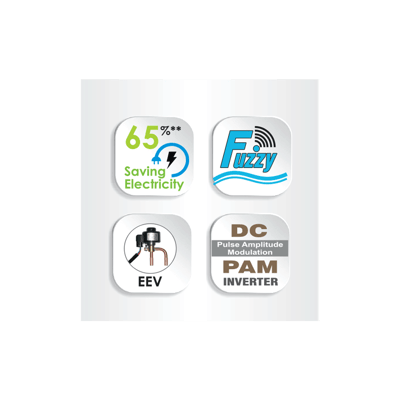 65%**
Saving
Electricity
Fuzzy
EEV
DC
Pulse Amplitude
Modulation
PAM
INVERTER